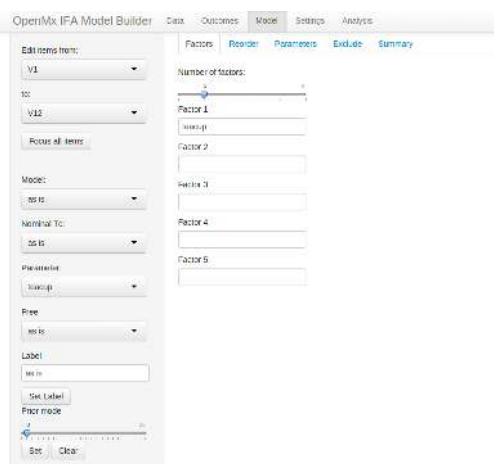 OpenMx IFA Model Builder Data Outcomes Model Settings Analysis
Edit items from:
V1
to:
V12
Focus all items
Model:
as is
Nominal Tc:
as is
Parameter:
teacup
Free
as is
Label
as is
Set Label
Prior mode
Set Clear
Factors Reorder Parameters Exclude Summary
Number of factors:
Factor 1
teacup
Factor 2
Factor 3
Factor 4
Factor 5